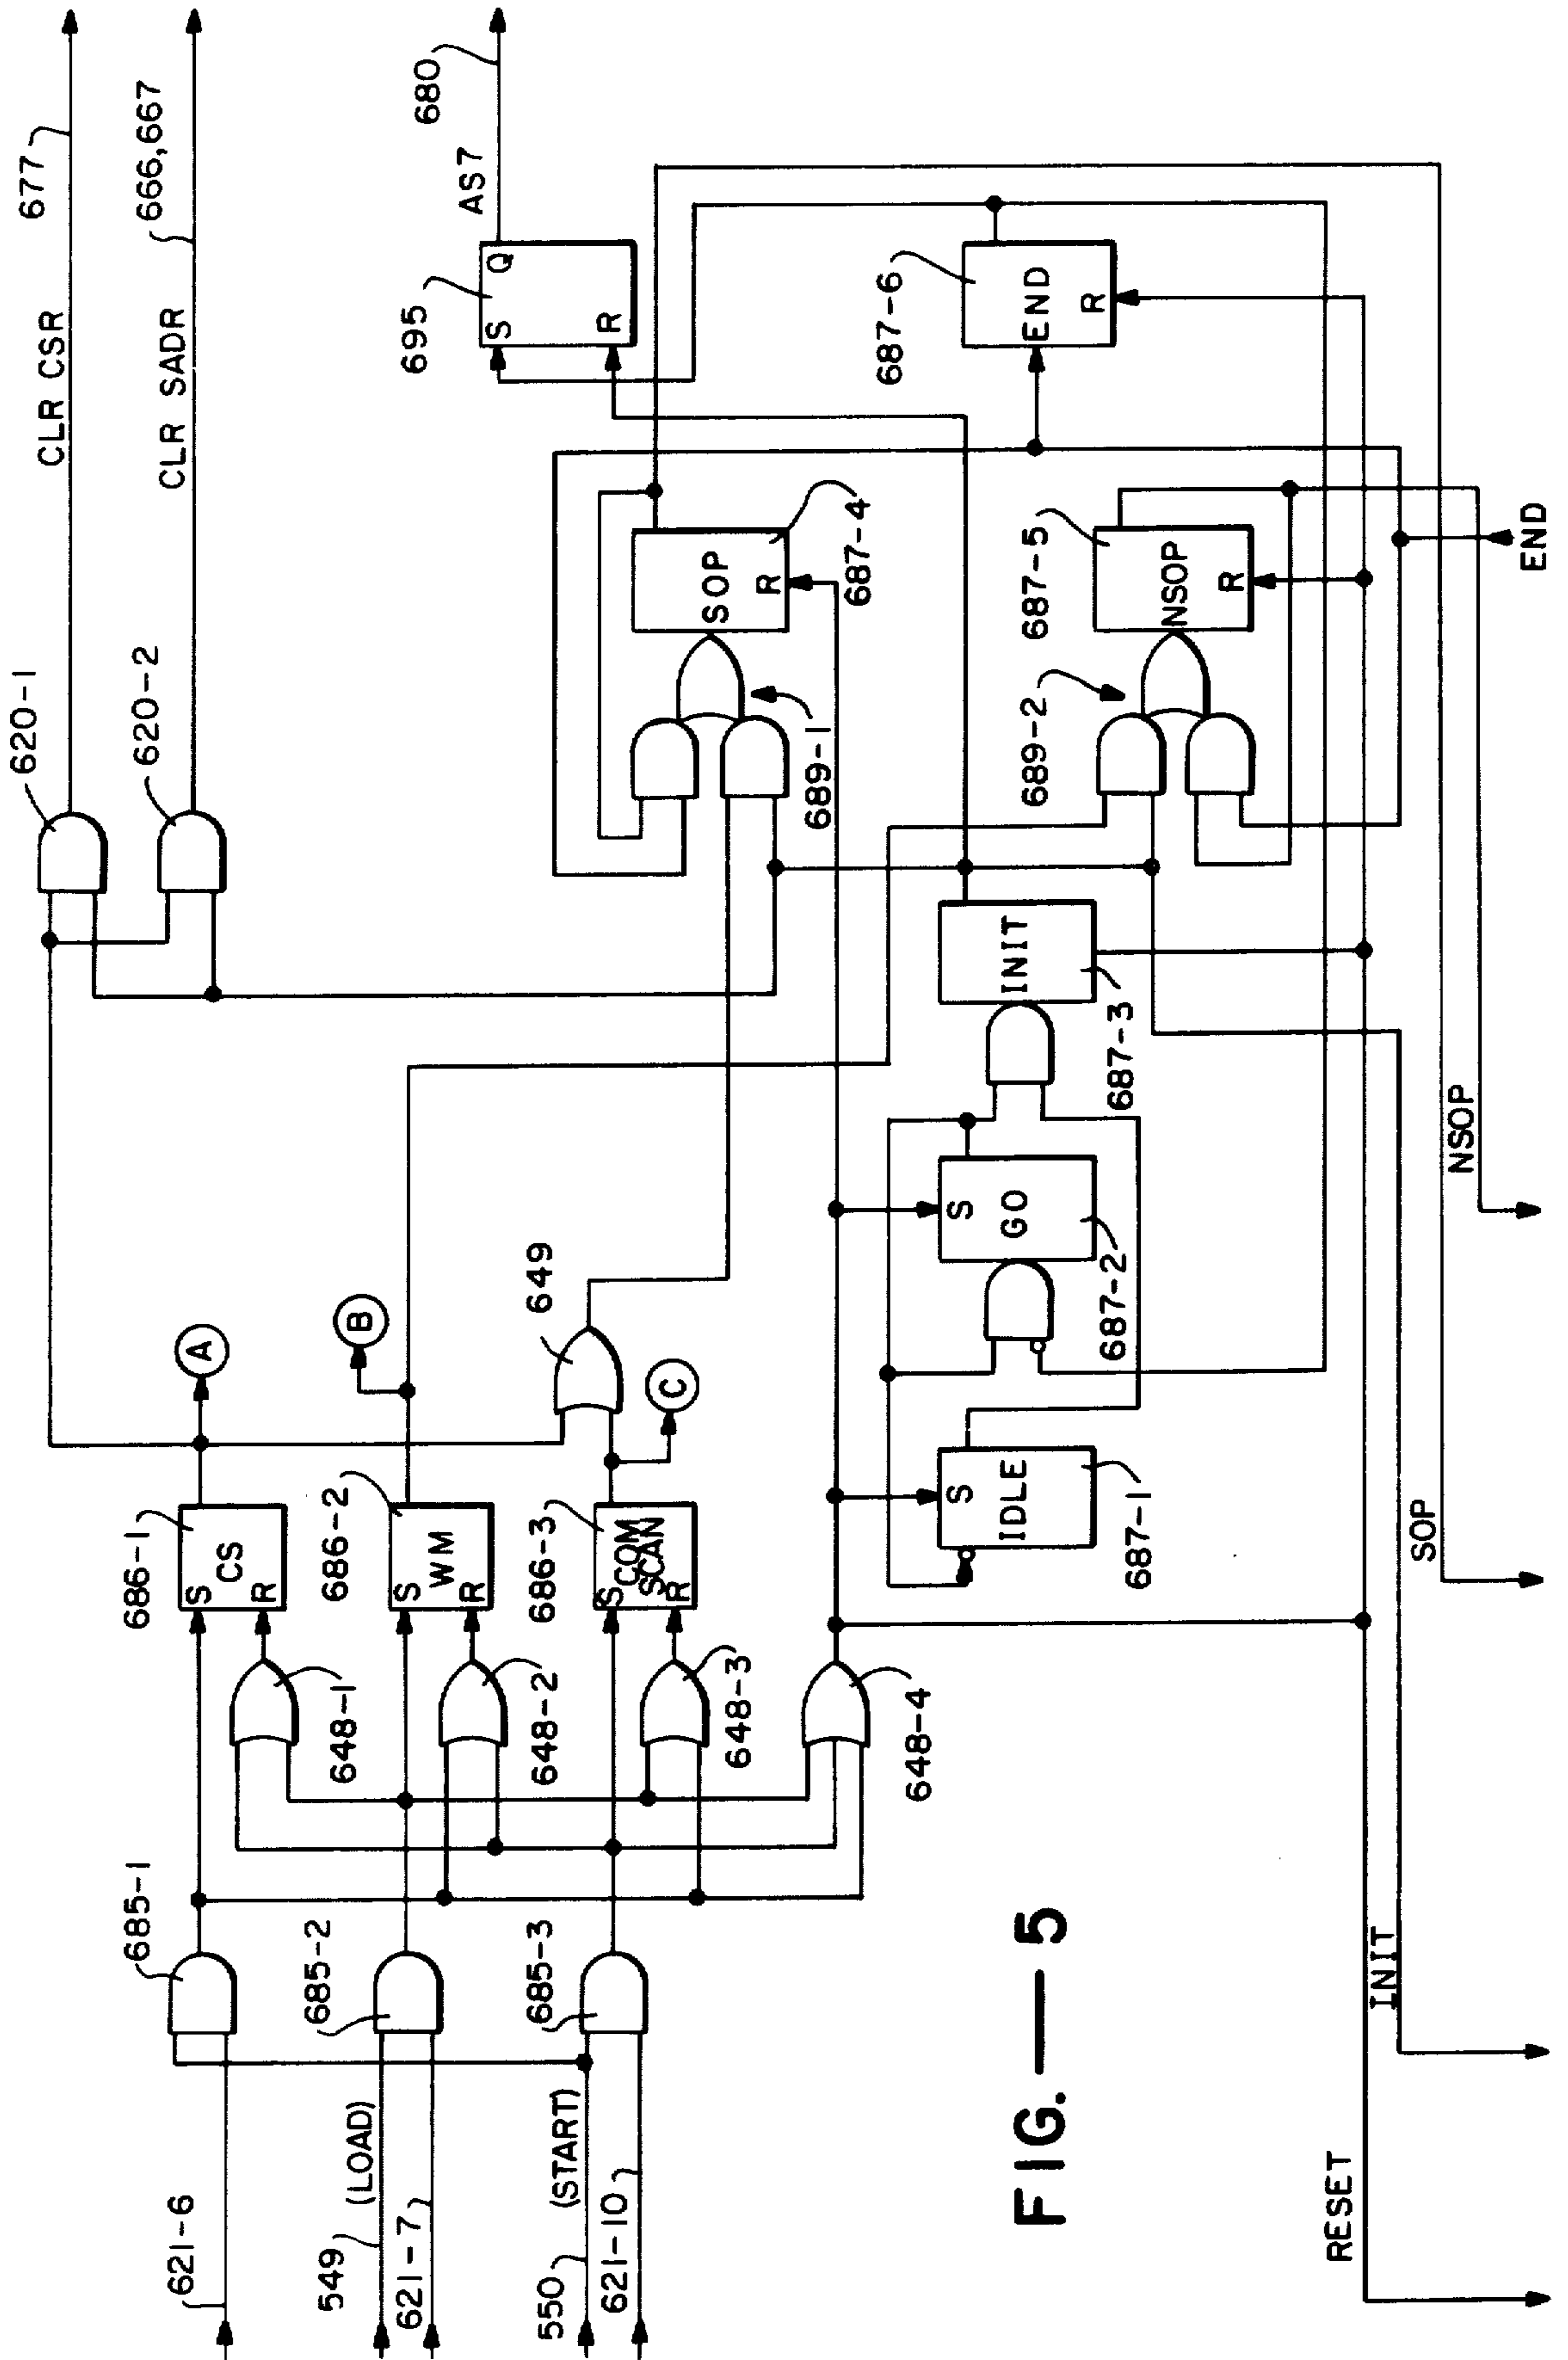 677
CLR CSR
620-1
666,667
CLR SADR
620-2
680
AS7
695
S
Q
R
A
686-1
S
CS
R
648-1
685-1
621-6
B
686-2
S
WM
R
648-2
685-2
549
(LOAD)
621-7
649
C
686-3
S
COM
SCAN
R
648-3
685-3
550
(START)
621-10
648-4
SOP
R
687-4
689-1
687-6
END
R
687-5
NSOP
R
689-2
INIT
687-3
S
GO
687-2
S
IDLE
687-1
END
NSOP
SOP
INIT
RESET
FIG.—5